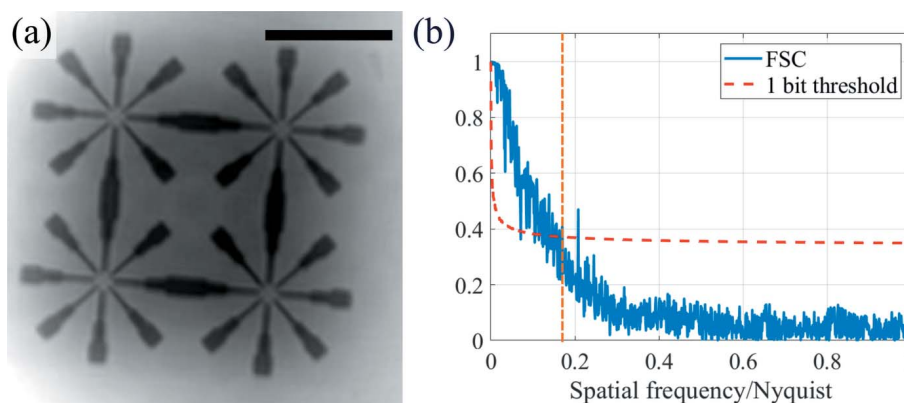 (a)
(b)
1
0.8
0.6
0.4
0.2
0
FSC
1 bit threshold
0 0.2 0.4 0.6 0.8
Spatial frequency/Nyquist